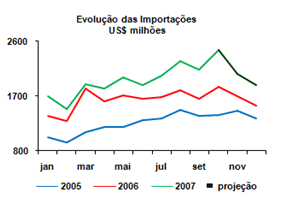 Evolução das Importações
US$ milhões
2600
1700
800
jan mar mai jul set nov
2005 2006 2007 projeção